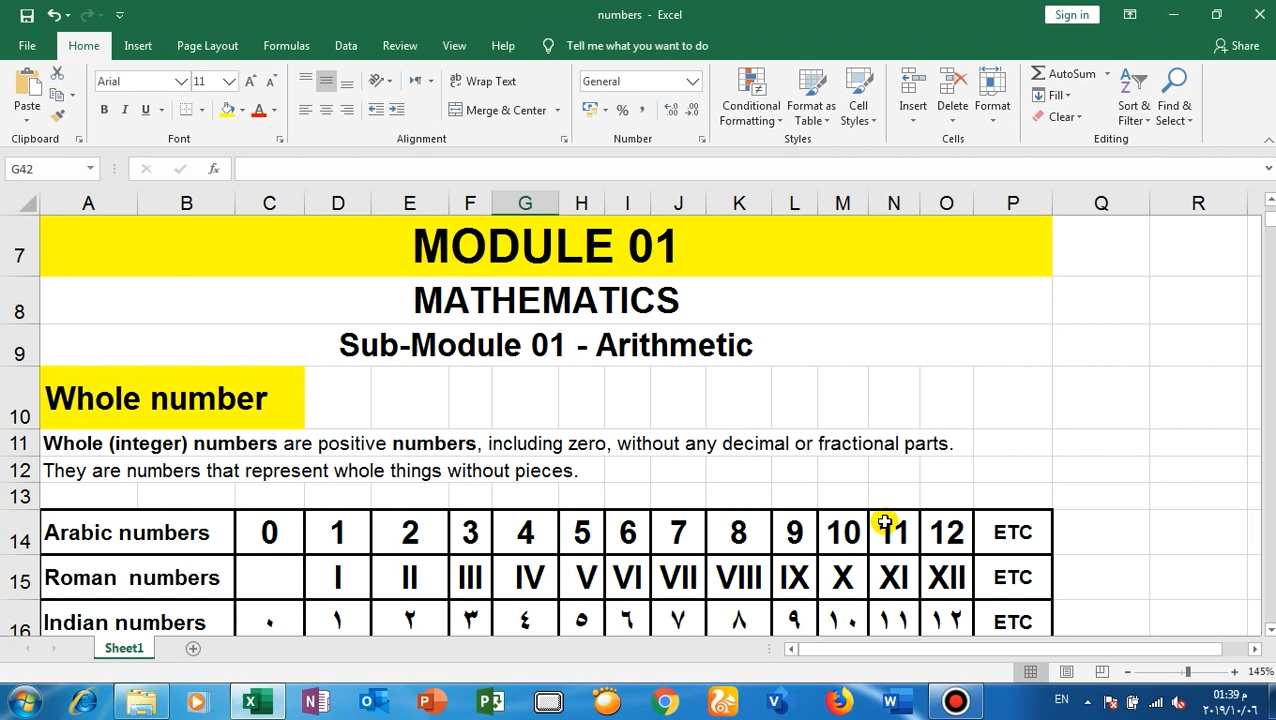 numbers - Excel
Sign in
File Home Insert Page Layout Formulas Data Review View Help Tell me what you want to do Share
Paste
Arial 11
B I U
Wrap Text
Merge & Center
General
Conditional Formatting
Format as Table
Cell Styles
Insert Delete Format
AutoSum
Fill
Clear
Sort & Filter
Find & Select
Clipboard Font Alignment Number Styles Cells Editing
G42
A B C D E F G H I J K L M N O P Q R
7 MODULE 01
8 MATHEMATICS
9 Sub-Module 01 - Arithmetic
10 Whole number
11 Whole (integer) numbers are positive numbers, including zero, without any decimal or fractional parts.
12 They are numbers that represent whole things without pieces.
13
14 Arabic numbers 0 1 2 3 4 5 6 7 8 9 10 11 12 ETC
15 Roman numbers I II III IV V VI VII VIII IX X XI XII ETC
16 Indian numbers ٠ ١ ٢ ٣ ٤ ٥ ٦ ٧ ٨ ٩ ١٠ ١١ ١٢ ETC
Sheet1
145%
EN
01:39 م
٢٠١٩/١٠/٠٦